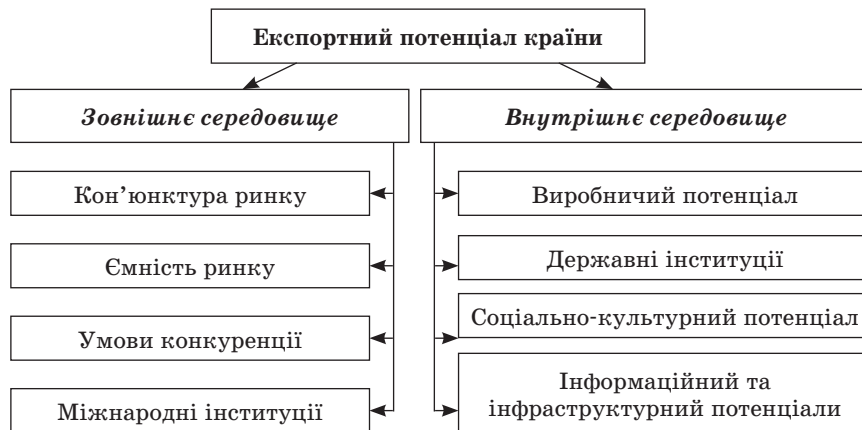 Експортний потенціал країни
Зовнішнє середовище
Кон’юнктура ринку
Ємність ринку
Умови конкуренції
Міжнародні інституції
Внутрішнє середовище
Виробничий потенціал
Державні інституції
Соціально-культурний потенціал
Інформаційний та
інфраструктурний потенціали